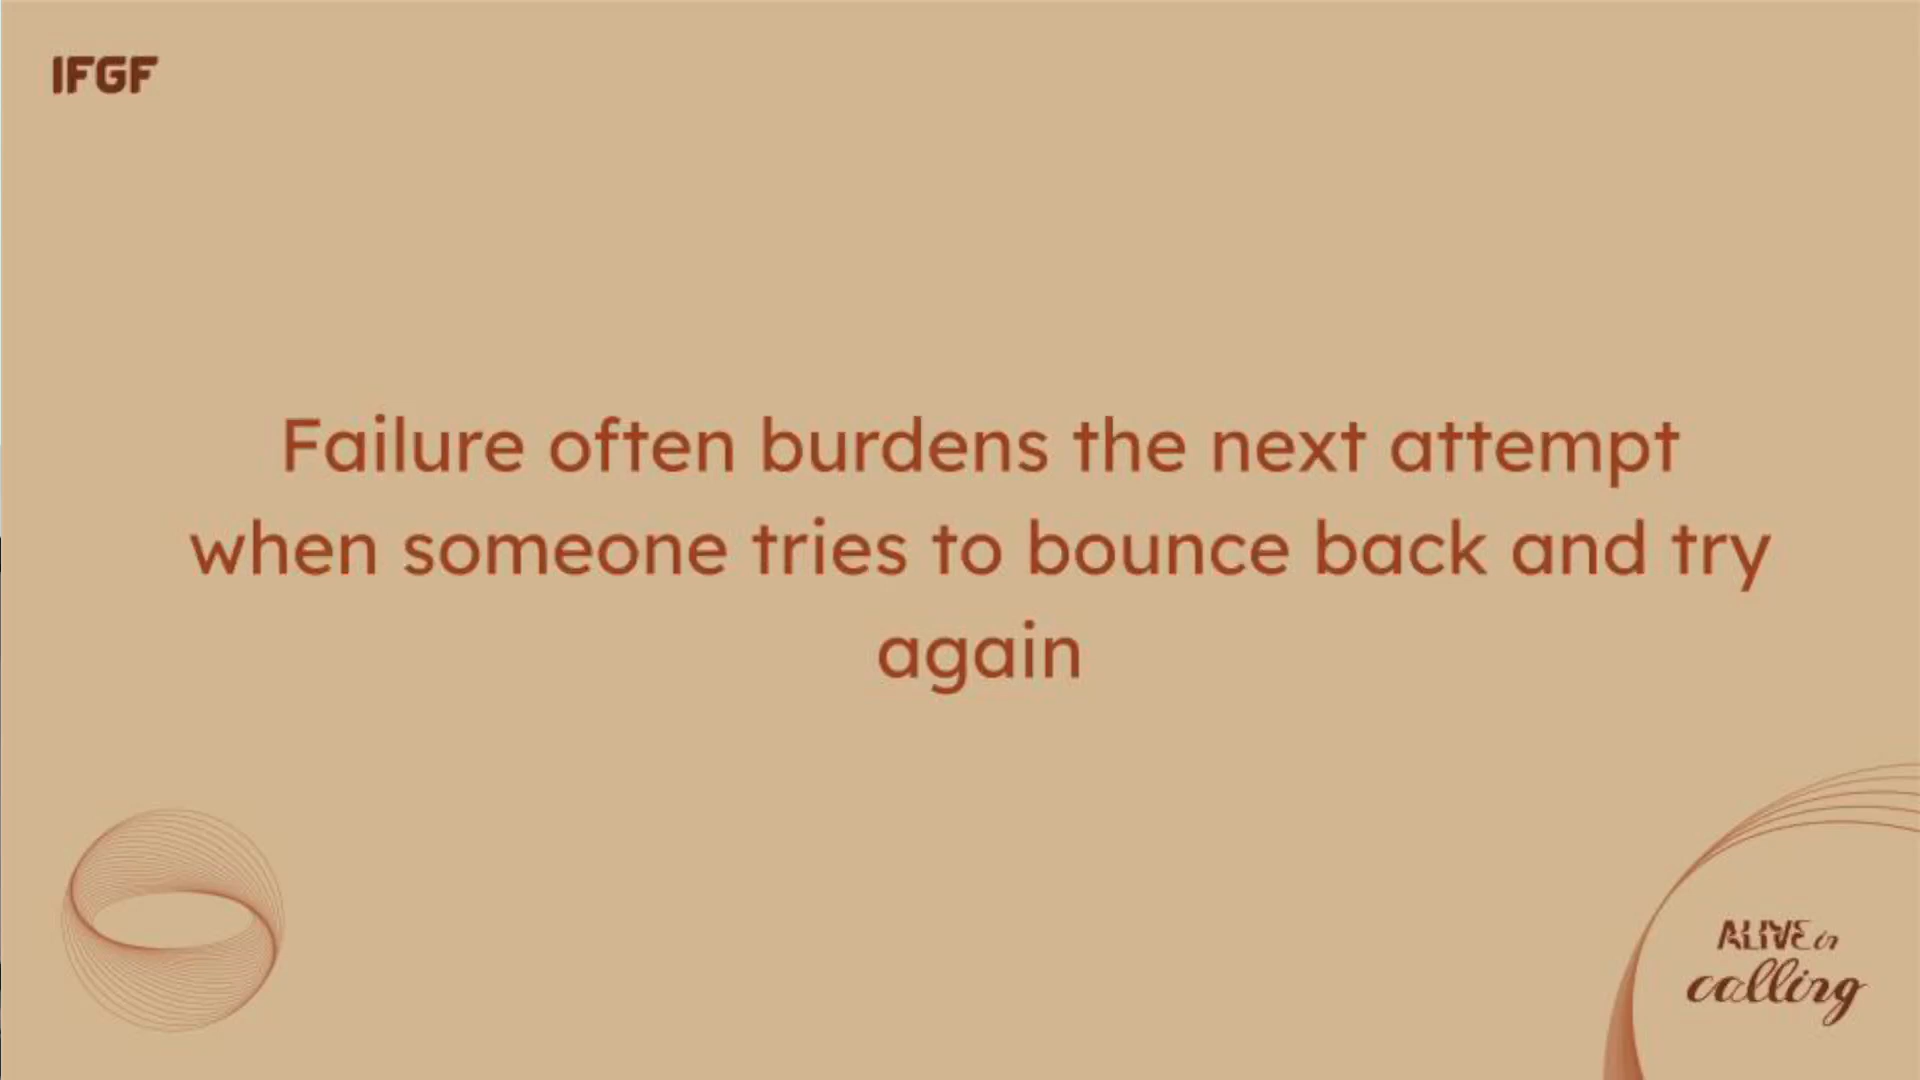 IFGF
Failure often burdens the next attempt
when someone tries to bounce back and try
again
ALIVE in
calling